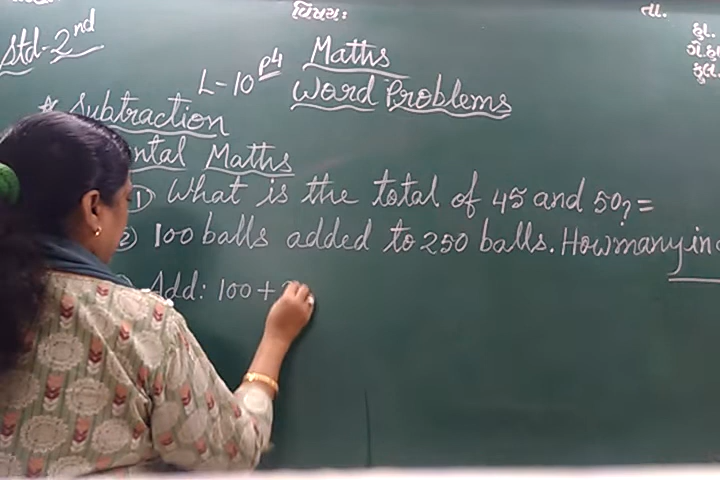 વિષય: તા.
Std-2nd હા.
L-10 P4 Maths
Word Problems કુલ.
* Subtraction
ntal Maths
1) What is the total of 45 and 50? =
2) 100 balls added to 250 balls. How many in
Add: 100 +